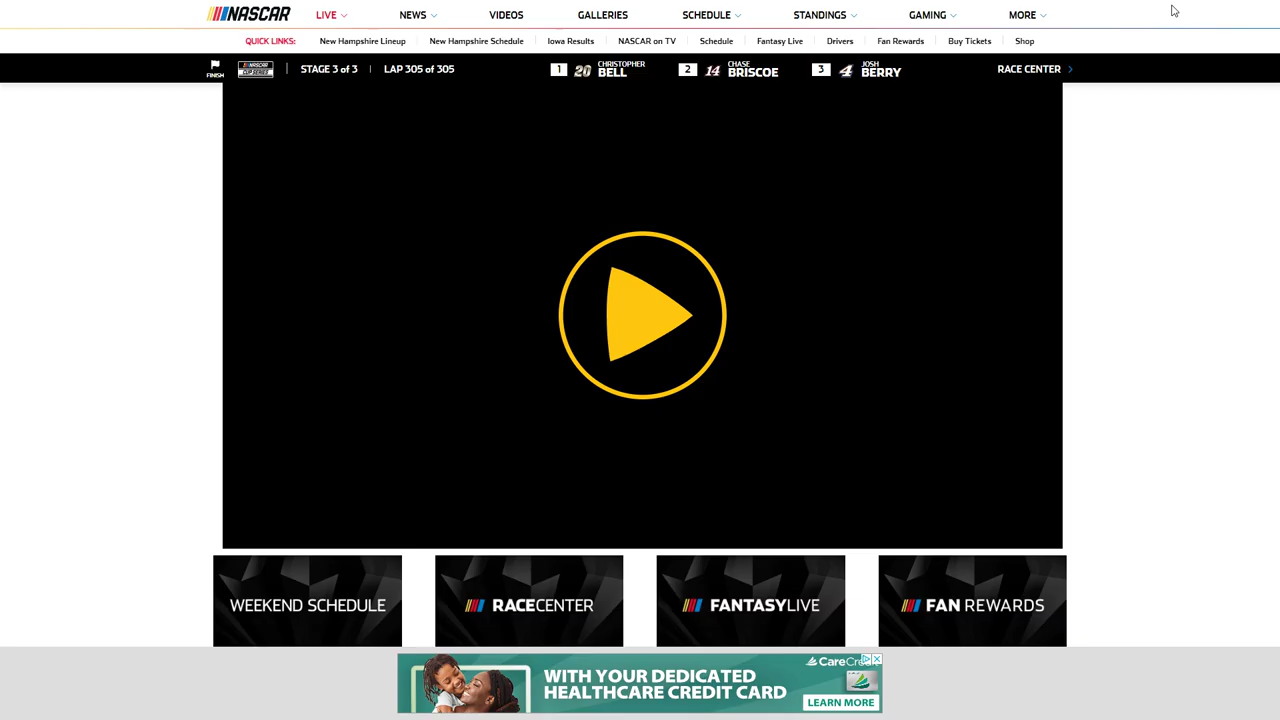 NASCAR LIVE NEWS VIDEOS GALLERIES SCHEDULE STANDINGS GAMING MORE
QUICK LINKS: New Hampshire Lineup New Hampshire Schedule Iowa Results NASCAR on TV Schedule Fantasy Live Drivers Fan Rewards Buy Tickets Shop
FINISH NASCAR CUP SERIES STAGE 3 of 3 LAP 305 of 305 1 20 CHRISTOPHER BELL 2 14 CHASE BRISCOE 3 4 JOSH BERRY RACE CENTER
WEEKEND SCHEDULE RACECENTER FANTASYLIVE FAN REWARDS
WITH YOUR DEDICATED
HEALTHCARE CREDIT CARD
LEARN MORE